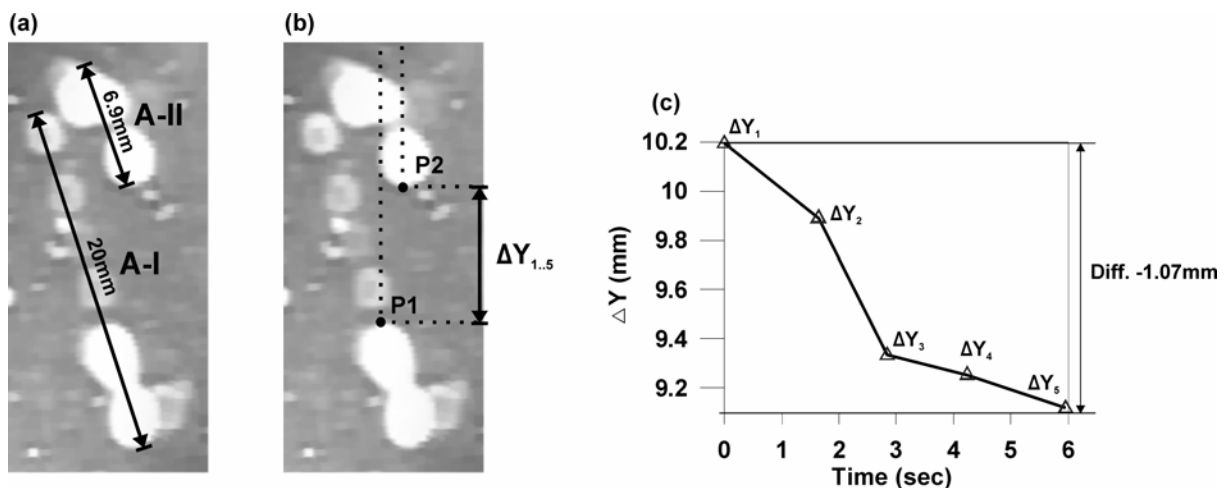 (a)
6.9mm
A-II
20mm
A-I
(b)
P2
P1
ΔY₁..₅
(c)
10.2
10
9.8
9.6
9.4
9.2
△Y (mm)
ΔY₁
ΔY₂
ΔY₃
ΔY₄
ΔY₅
Diff. -1.07mm
0 1 2 3 4 5 6
Time (sec)